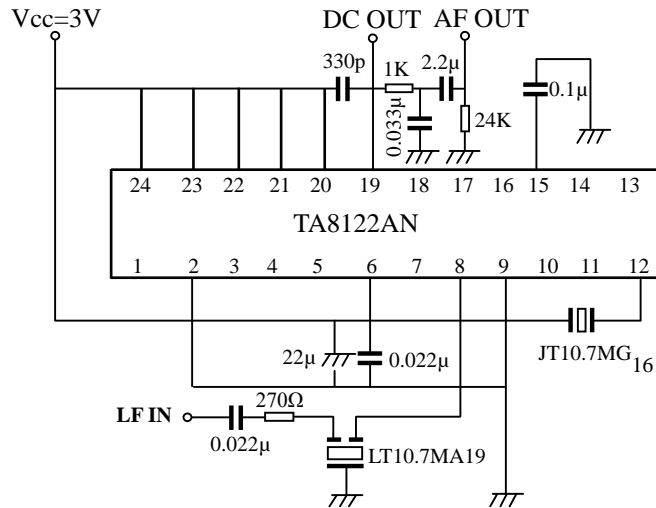 Vcc=3V
DC OUT
AF OUT
330p
1K
2.2μ
0.033μ
24K
0.1μ
24 23 22 21 20 19 18 17 16 15 14 13
TA8122AN
1 2 3 4 5 6 7 8 9 10 11 12
JT10.7MG16
22μ
0.022μ
LF IN
270Ω
0.022μ
LT10.7MA19